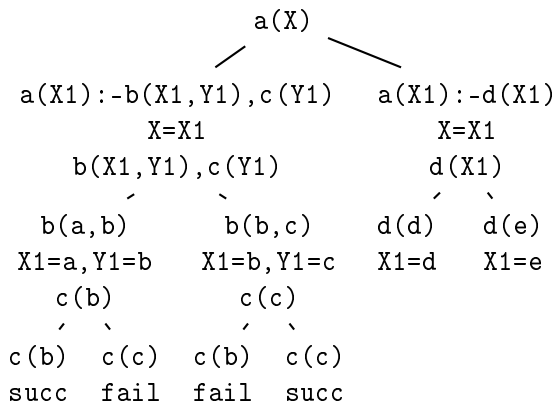 a(X)
a(X1):-b(X1,Y1),c(Y1) a(X1):-d(X1)
X=X1 X=X1
b(X1,Y1),c(Y1) d(X1)
b(a,b) b(b,c) d(d) d(e)
X1=a,Y1=b X1=b,Y1=c X1=d X1=e
c(b) c(c)
c(b) c(c) c(b) c(c)
succ fail fail succ